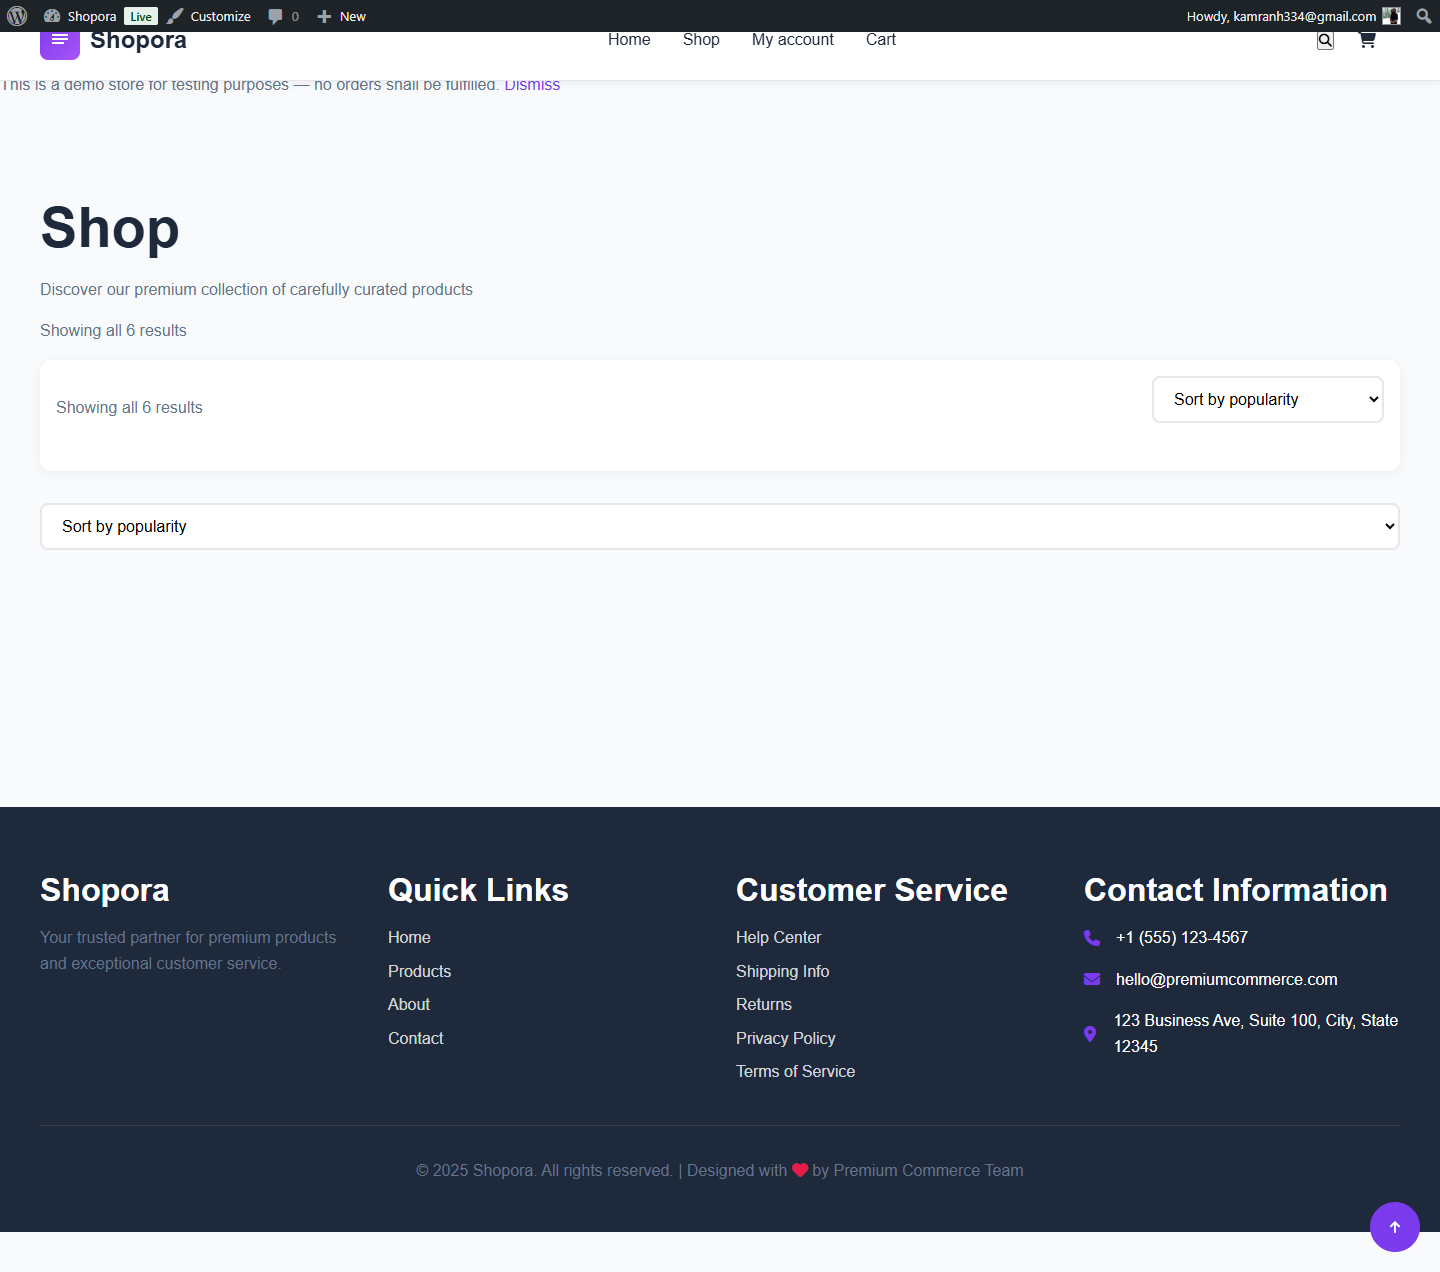 Shopora Live Customize 0 New Howdy, kamranh334@gmail.com
Shopora Home Shop My account Cart
This is a demo store for testing purposes — no orders shall be fulfilled. Dismiss
Shop
Discover our premium collection of carefully curated products
Showing all 6 results
Showing all 6 results
Sort by popularity
Sort by popularity
Shopora
Your trusted partner for premium products
and exceptional customer service.
Quick Links
Home
Products
About
Contact
Customer Service
Help Center
Shipping Info
Returns
Privacy Policy
Terms of Service
Contact Information
+1 (555) 123-4567
hello@premiumcommerce.com
123 Business Ave, Suite 100, City, State
12345
© 2025 Shopora. All rights reserved. | Designed with ❤ by Premium Commerce Team